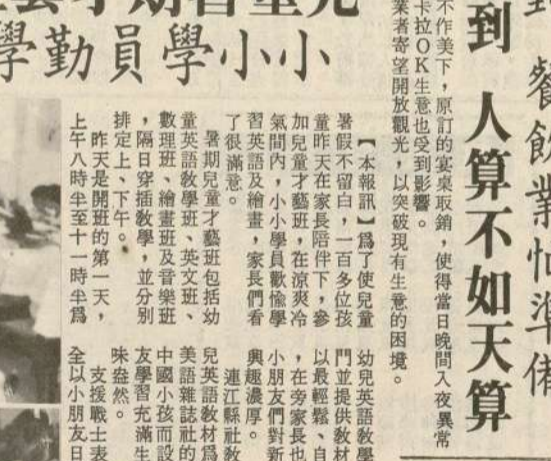 餐飲業怕準備
到 人算不如天算
不作美下，原訂的宴桌取銷，使得當日晚間入夜異常
卡拉OK生意也受到影響。
業者寄望開放觀光，以突破現有生意的困境。
小小學員勤學
【本報訊】爲了使兒童
暑假不留白，一百多位孩
童昨天在家長陪伴下，參
加兒童才藝班，在涼爽冷
氣間內，小小學員歡愉學
習英語及繪畫，家長們看
了很滿意。
暑期兒童才藝班包括幼
童英語教學班、英文班、
數理班、繪畫班及音樂班
，隔日穿插教學，並分別
排定上、下午。
昨天是開班的第一天，
上午八時半至十一時半爲
幼兒英語教學
門並提供教材
以最輕鬆、自
，在旁家長也
小朋友們對新
興趣濃厚。
連江縣社教
兒英語教材爲
美語雜誌社的
中國小孩而設
友學習充滿生
味盎然。
支援戰士表
全以小朋友日